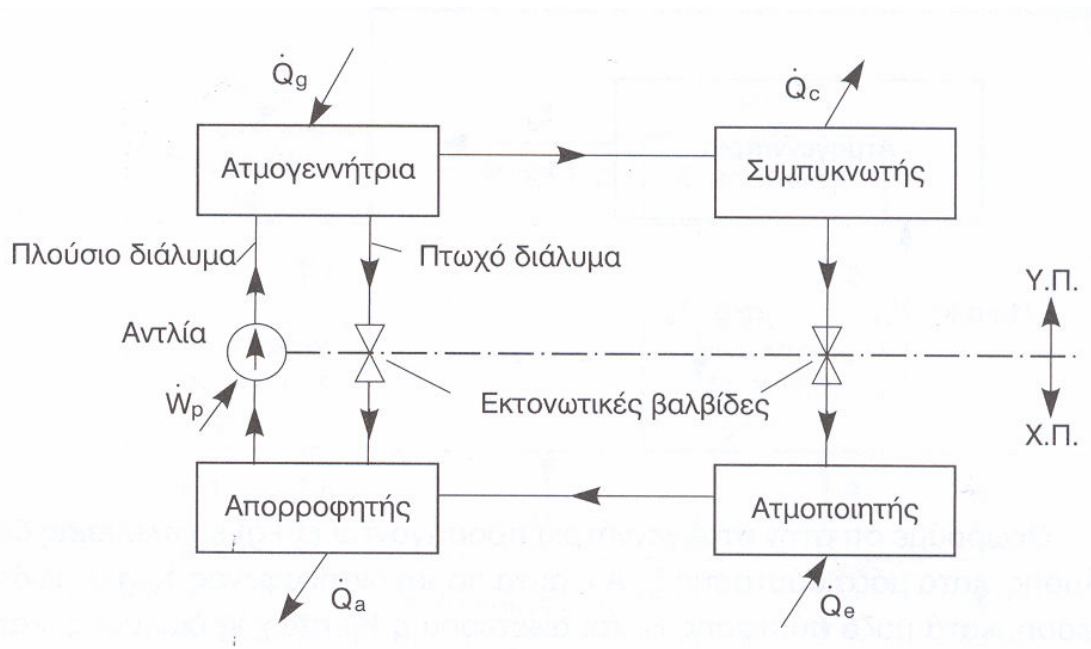 Q̇g
Q̇c
Ατμογεννήτρια
Συμπυκνωτής
Πλούσιο διάλυμα
Πτωχό διάλυμα
Υ.Π.
Αντλία
Ẇp
Εκτονωτικές βαλβίδες
Χ.Π.
Απορροφητής
Ατμοποιητής
Q̇a
Q̇e